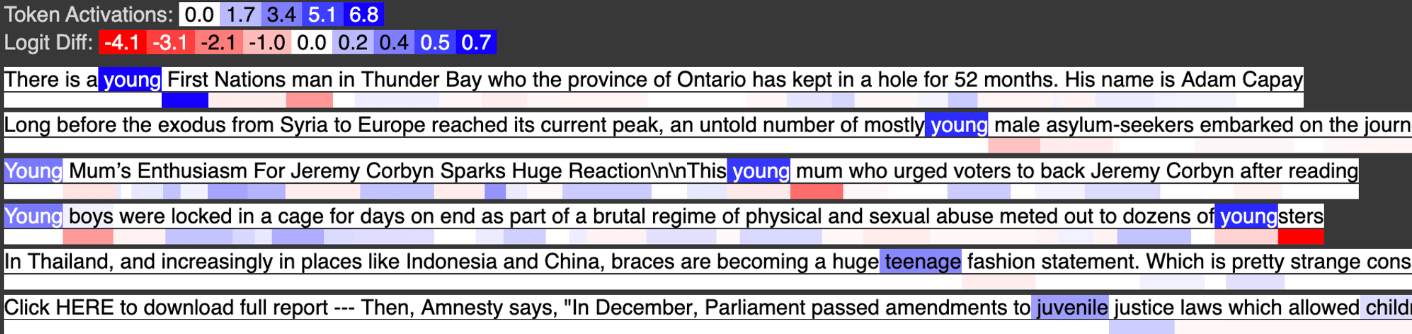 Token Activations: 0.0 1.7 3.4 5.1 6.8
Logit Diff: -4.1 -3.1 -2.1 -1.0 0.0 0.2 0.4 0.5 0.7
There is a young First Nations man in Thunder Bay who the province of Ontario has kept in a hole for 52 months. His name is Adam Capay
Long before the exodus from Syria to Europe reached its current peak, an untold number of mostly young male asylum-seekers embarked on the journ
Young Mum’s Enthusiasm For Jeremy Corbyn Sparks Huge Reaction\n\nThis young mum who urged voters to back Jeremy Corbyn after reading
Young boys were locked in a cage for days on end as part of a brutal regime of physical and sexual abuse meted out to dozens of youngsters
In Thailand, and increasingly in places like Indonesia and China, braces are becoming a huge teenage fashion statement. Which is pretty strange cons
Click HERE to download full report --- Then, Amnesty says, "In December, Parliament passed amendments to juvenile justice laws which allowed childr